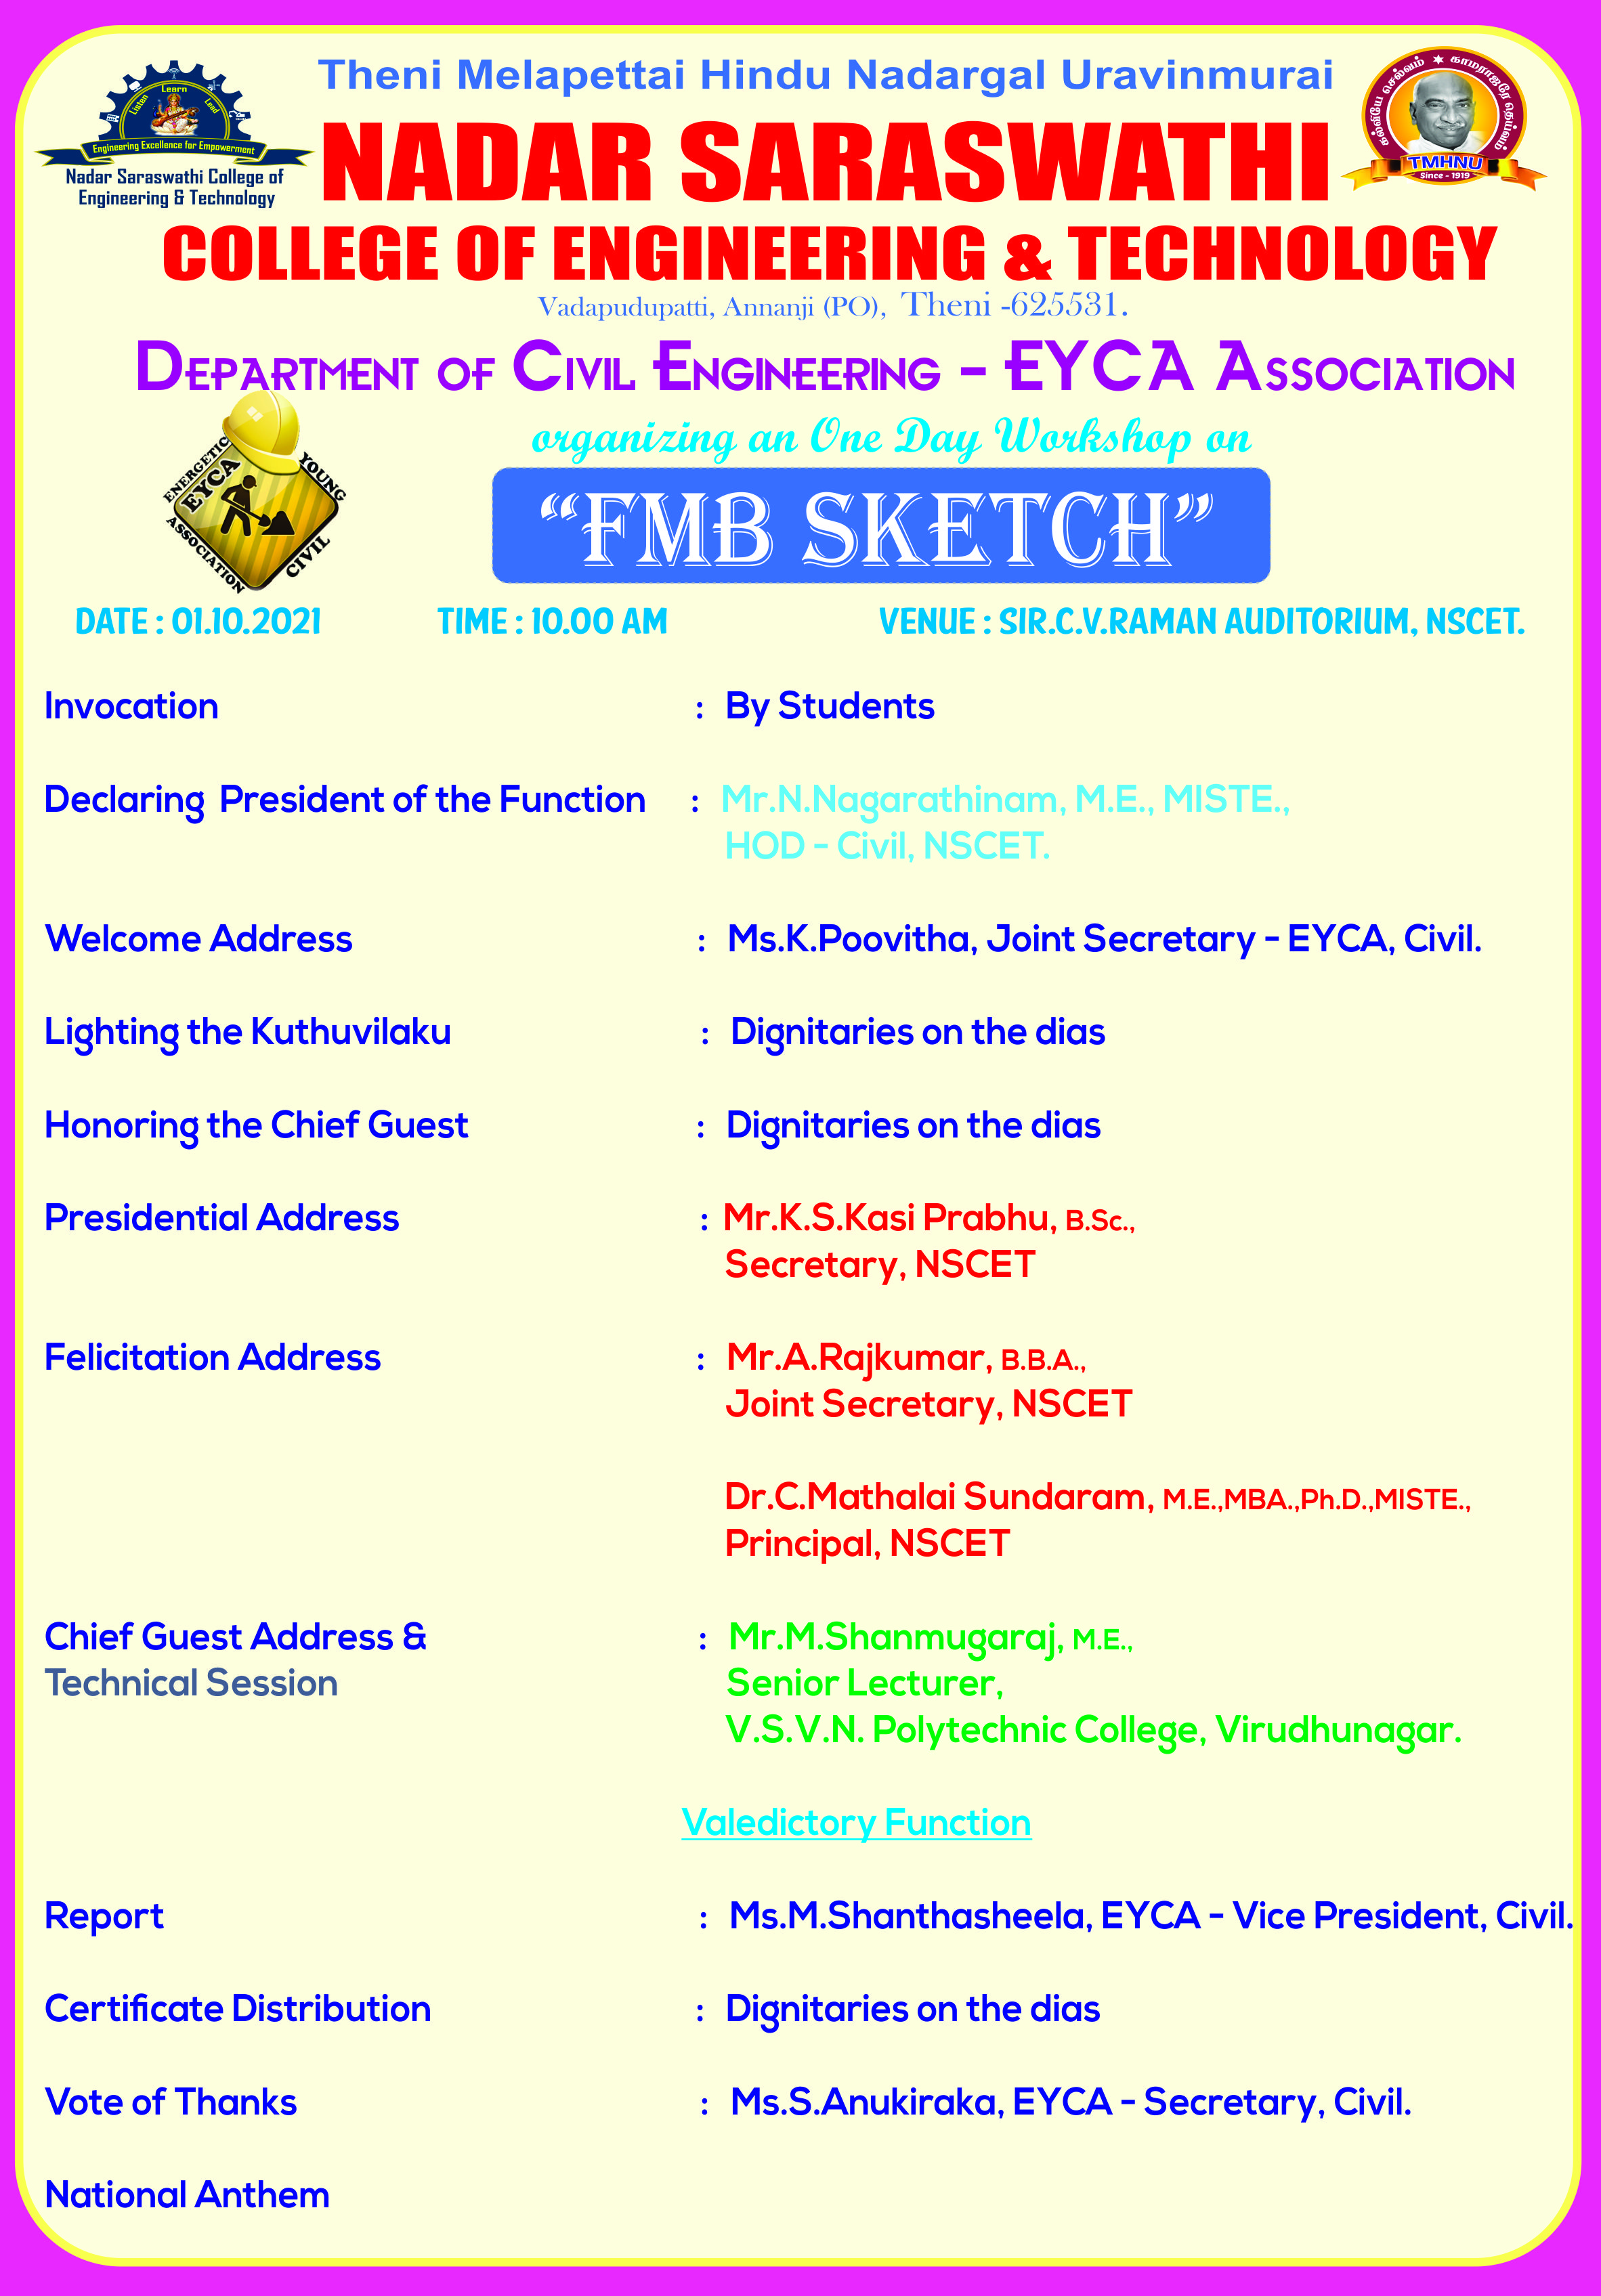 Theni Melapettai Hindu Nadargal Uravinmurai
Listen Learn Lead
Engineering Excellence for Empowerment
Nadar Saraswathi College of
Engineering & Technology
NADAR SARASWATHI
கல்வியே செல்வம் ★ காமராஜரே தெய்வம்
TMHNU
Since - 1919
COLLEGE OF ENGINEERING & TECHNOLOGY
Vadapudupatti, Annanji (PO), Theni -625531.
DEPARTMENT OF CIVIL ENGINEERING - EYCA ASSOCIATION
organizing an One Day Workshop on
ENERGETIC YOUNG
EYCA
ASSOCIATION CIVIL
“FMB SKETCH”
DATE : 01.10.2021 TIME : 10.00 AM VENUE : SIR.C.V.RAMAN AUDITORIUM, NSCET.
Invocation : By Students
Declaring President of the Function : Mr.N.Nagarathinam, M.E., MISTE.,
HOD - Civil, NSCET.
Welcome Address : Ms.K.Poovitha, Joint Secretary - EYCA, Civil.
Lighting the Kuthuvilaku : Dignitaries on the dias
Honoring the Chief Guest : Dignitaries on the dias
Presidential Address : Mr.K.S.Kasi Prabhu, B.Sc.,
Secretary, NSCET
Felicitation Address : Mr.A.Rajkumar, B.B.A.,
Joint Secretary, NSCET
Dr.C.Mathalai Sundaram, M.E.,MBA.,Ph.D.,MISTE.,
Principal, NSCET
Chief Guest Address & : Mr.M.Shanmugaraj, M.E.,
Technical Session Senior Lecturer,
V.S.V.N. Polytechnic College, Virudhunagar.
Valedictory Function
Report : Ms.M.Shanthasheela, EYCA - Vice President, Civil.
Certificate Distribution : Dignitaries on the dias
Vote of Thanks : Ms.S.Anukiraka, EYCA - Secretary, Civil.
National Anthem